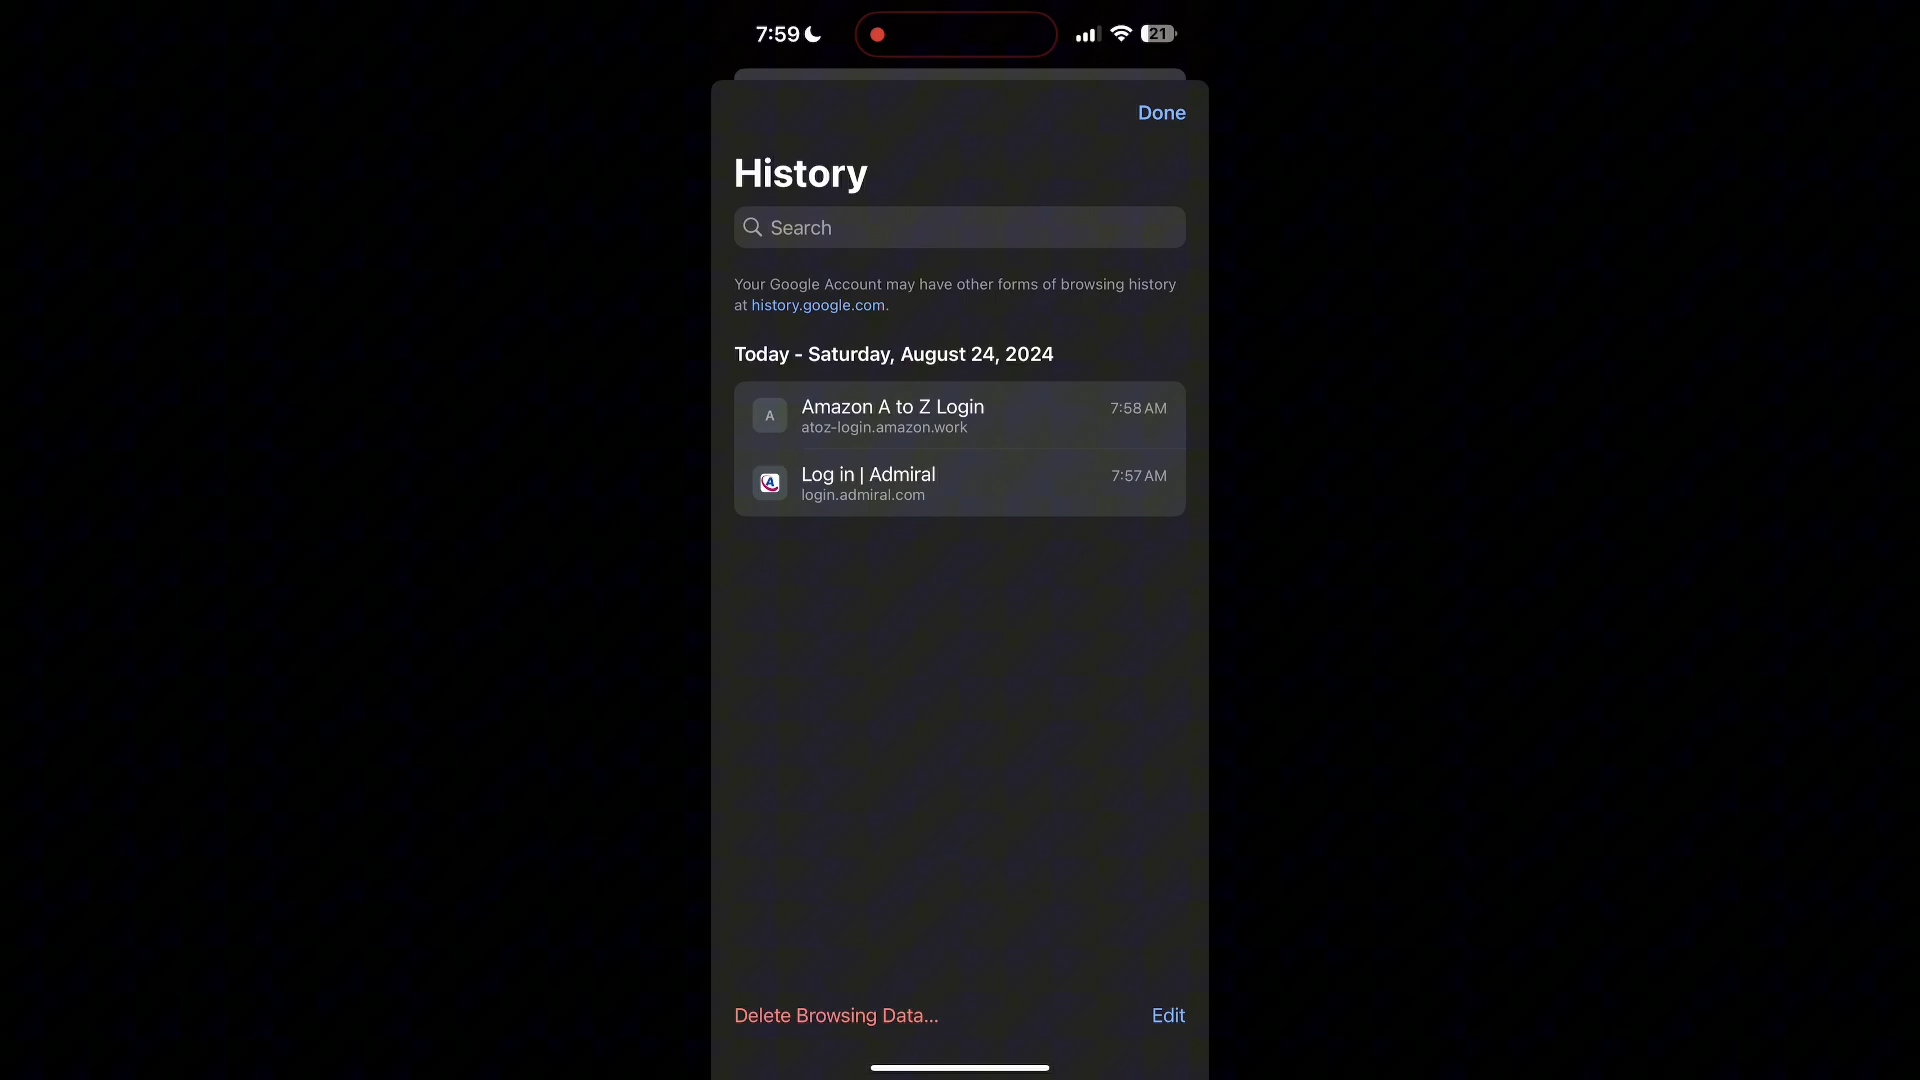 7:59
21
Done
History
Search
Your Google Account may have other forms of browsing history
at history.google.com.
Today - Saturday, August 24, 2024
A
Amazon A to Z Login
7:58 AM
atoz-login.amazon.work
A
Log in | Admiral
7:57 AM
login.admiral.com
Delete Browsing Data...
Edit